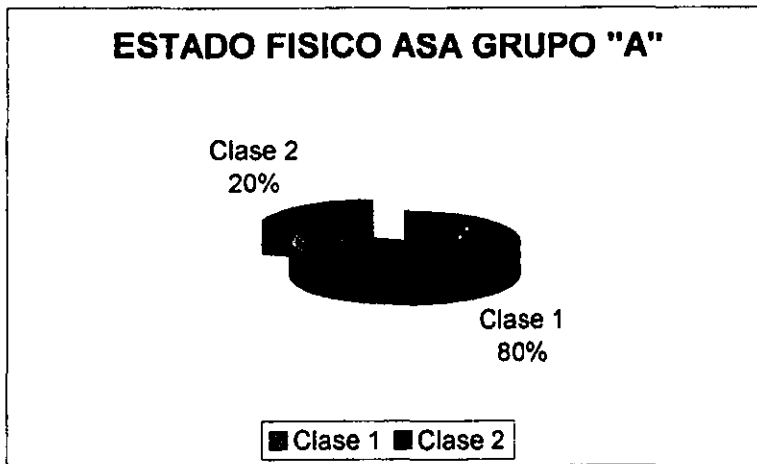 ESTADO FISICO ASA GRUPO "A"
Clase 2
20%
Clase 1
80%
Clase 1 Clase 2